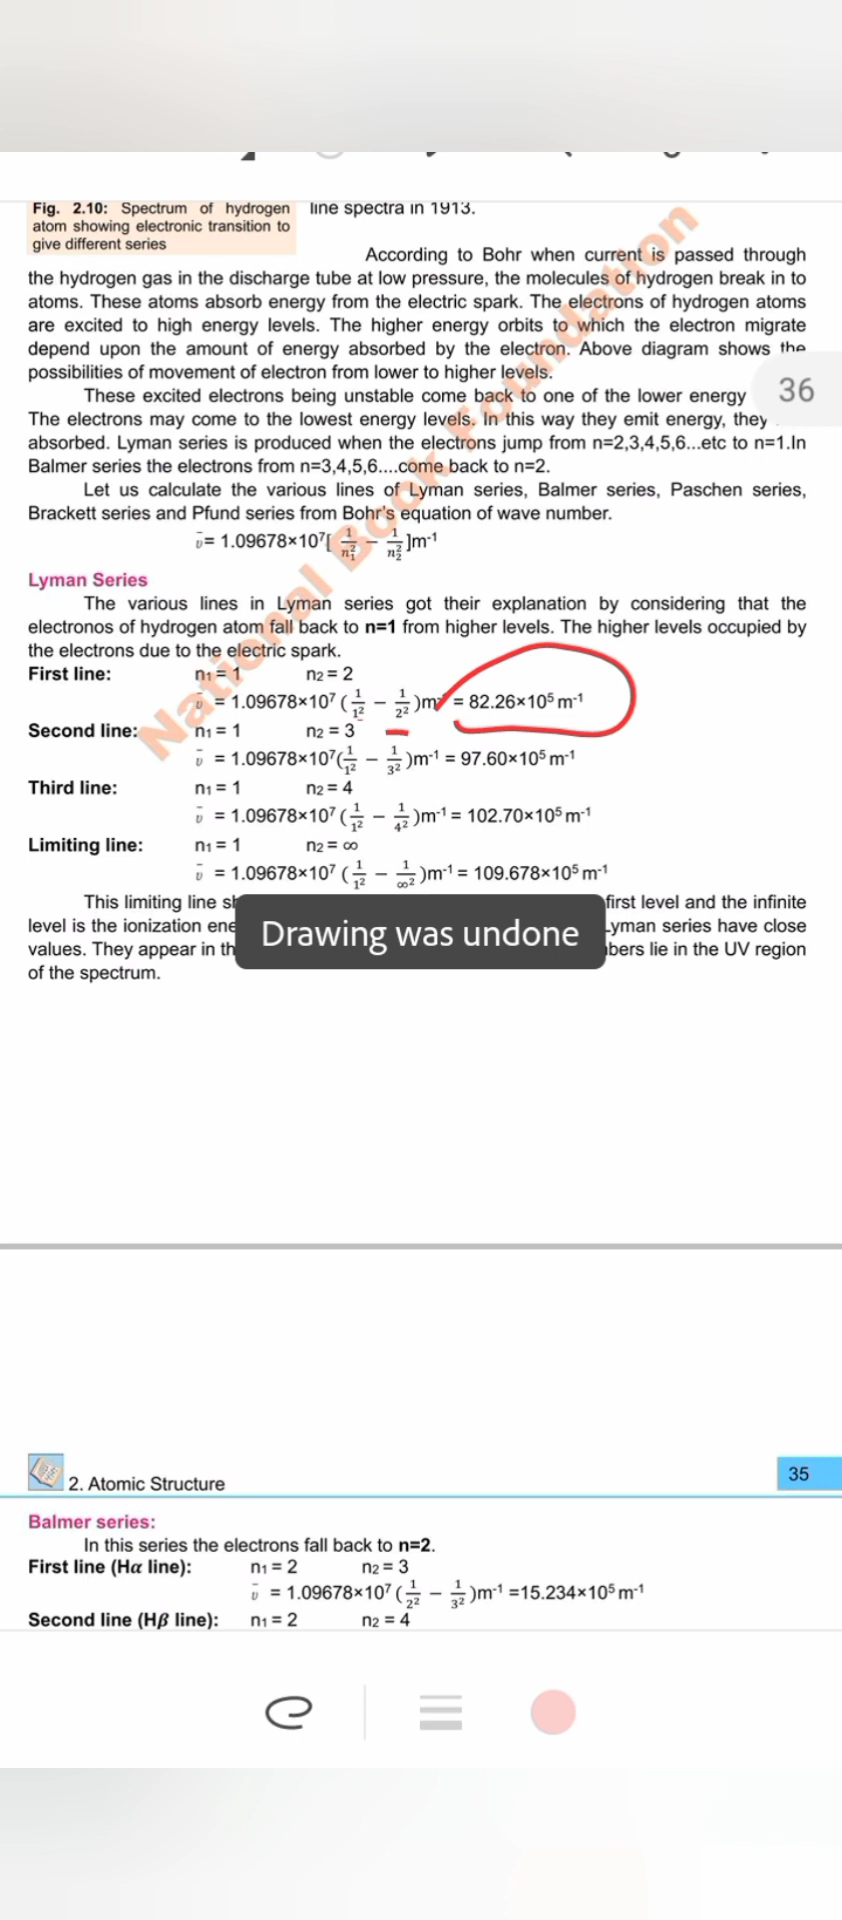 Fig. 2.10: Spectrum of hydrogen
atom showing electronic transition to
give different series
line spectra in 1913.
According to Bohr when current is passed through
the hydrogen gas in the discharge tube at low pressure, the molecules of hydrogen break in to
atoms. These atoms absorb energy from the electric spark. The electrons of hydrogen atoms
are excited to high energy levels. The higher energy orbits to which the electron migrate
depend upon the amount of energy absorbed by the electron. Above diagram shows the
possibilities of movement of electron from lower to higher levels.
36
These excited electrons being unstable come back to one of the lower energy
The electrons may come to the lowest energy levels. In this way they emit energy, they
absorbed. Lyman series is produced when the electrons jump from n=2,3,4,5,6...etc to n=1.In
Balmer series the electrons from n=3,4,5,6....come back to n=2.
Let us calculate the various lines of Lyman series, Balmer series, Paschen series,
Brackett series and Pfund series from Bohr's equation of wave number.
ῡ= 1.09678×10⁷[ 1/n₁² − 1/n₂² ]m⁻¹
Lyman Series
The various lines in Lyman series got their explanation by considering that the
electronos of hydrogen atom fall back to n=1 from higher levels. The higher levels occupied by
the electrons due to the electric spark.
First line: n₁ = 1 n₂ = 2
ῡ = 1.09678×10⁷ (1/1² − 1/2²)m = 82.26×10⁵ m⁻¹
Second line: n₁ = 1 n₂ = 3
ῡ = 1.09678×10⁷(1/1² − 1/3²)m⁻¹ = 97.60×10⁵ m⁻¹
Third line: n₁ = 1 n₂ = 4
ῡ = 1.09678×10⁷ (1/1² − 1/4²)m⁻¹ = 102.70×10⁵ m⁻¹
Limiting line: n₁ = 1 n₂ = ∞
ῡ = 1.09678×10⁷ (1/1² − 1/∞²)m⁻¹ = 109.678×10⁵ m⁻¹
This limiting line first level and the infinite
level is the ionization Lyman series have close
values. They appear in lie in the UV region
of the spectrum.
Drawing was undone
National Book Foundation
2. Atomic Structure
35
Balmer series:
In this series the electrons fall back to n=2.
First line (Hα line): n₁ = 2 n₂ = 3
ῡ = 1.09678×10⁷ (1/2² − 1/3²)m⁻¹ =15.234×10⁵ m⁻¹
Second line (Hβ line): n₁ = 2 n₂ = 4